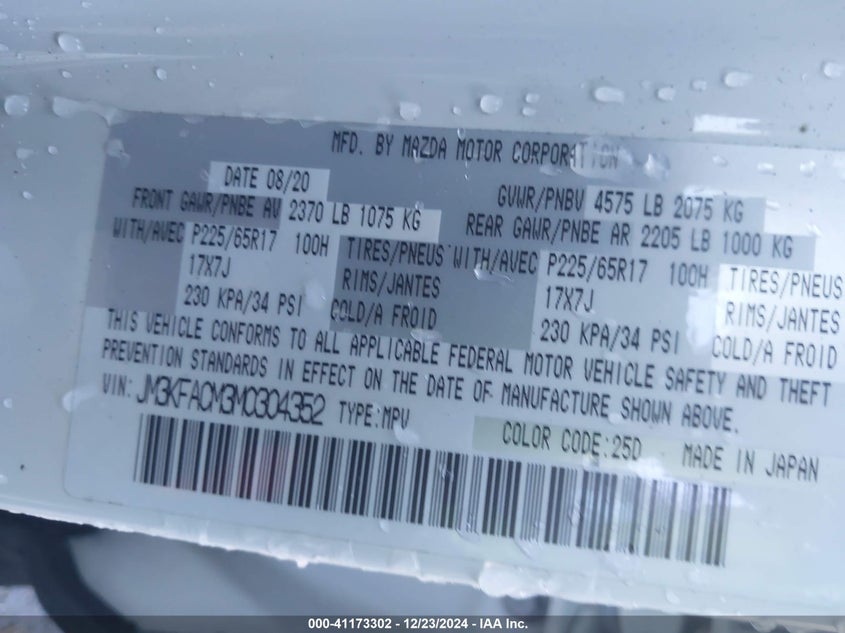 MFD. BY MAZDA MOTOR CORPORATION
DATE 08/20 GVWR/PNBV 4575 LB 2075 KG
FRONT GAWR/PNBE AV 2370 LB 1075 KG REAR GAWR/PNBE AR 2205 LB 1000 KG
WITH/AVEC P225/65R17 100H TIRES/PNEUS WITH/AVEC P225/65R17 100H TIRES/PNEUS
17X7J RIMS/JANTES 17X7J RIMS/JANTES
230 KPA/34 PSI COLD/A FROID 230 KPA/34 PSI COLD/A FROID
THIS VEHICLE CONFORMS TO ALL APPLICABLE FEDERAL MOTOR VEHICLE SAFETY AND THEFT
PREVENTION STANDARDS IN EFFECT ON THE DATE OF MANUFACTURE SHOWN ABOVE.
VIN: JM3KFACM3M0304352 TYPE:MPV
COLOR CODE:25D MADE IN JAPAN
000-41173302 - 12/23/2024 - IAA Inc.